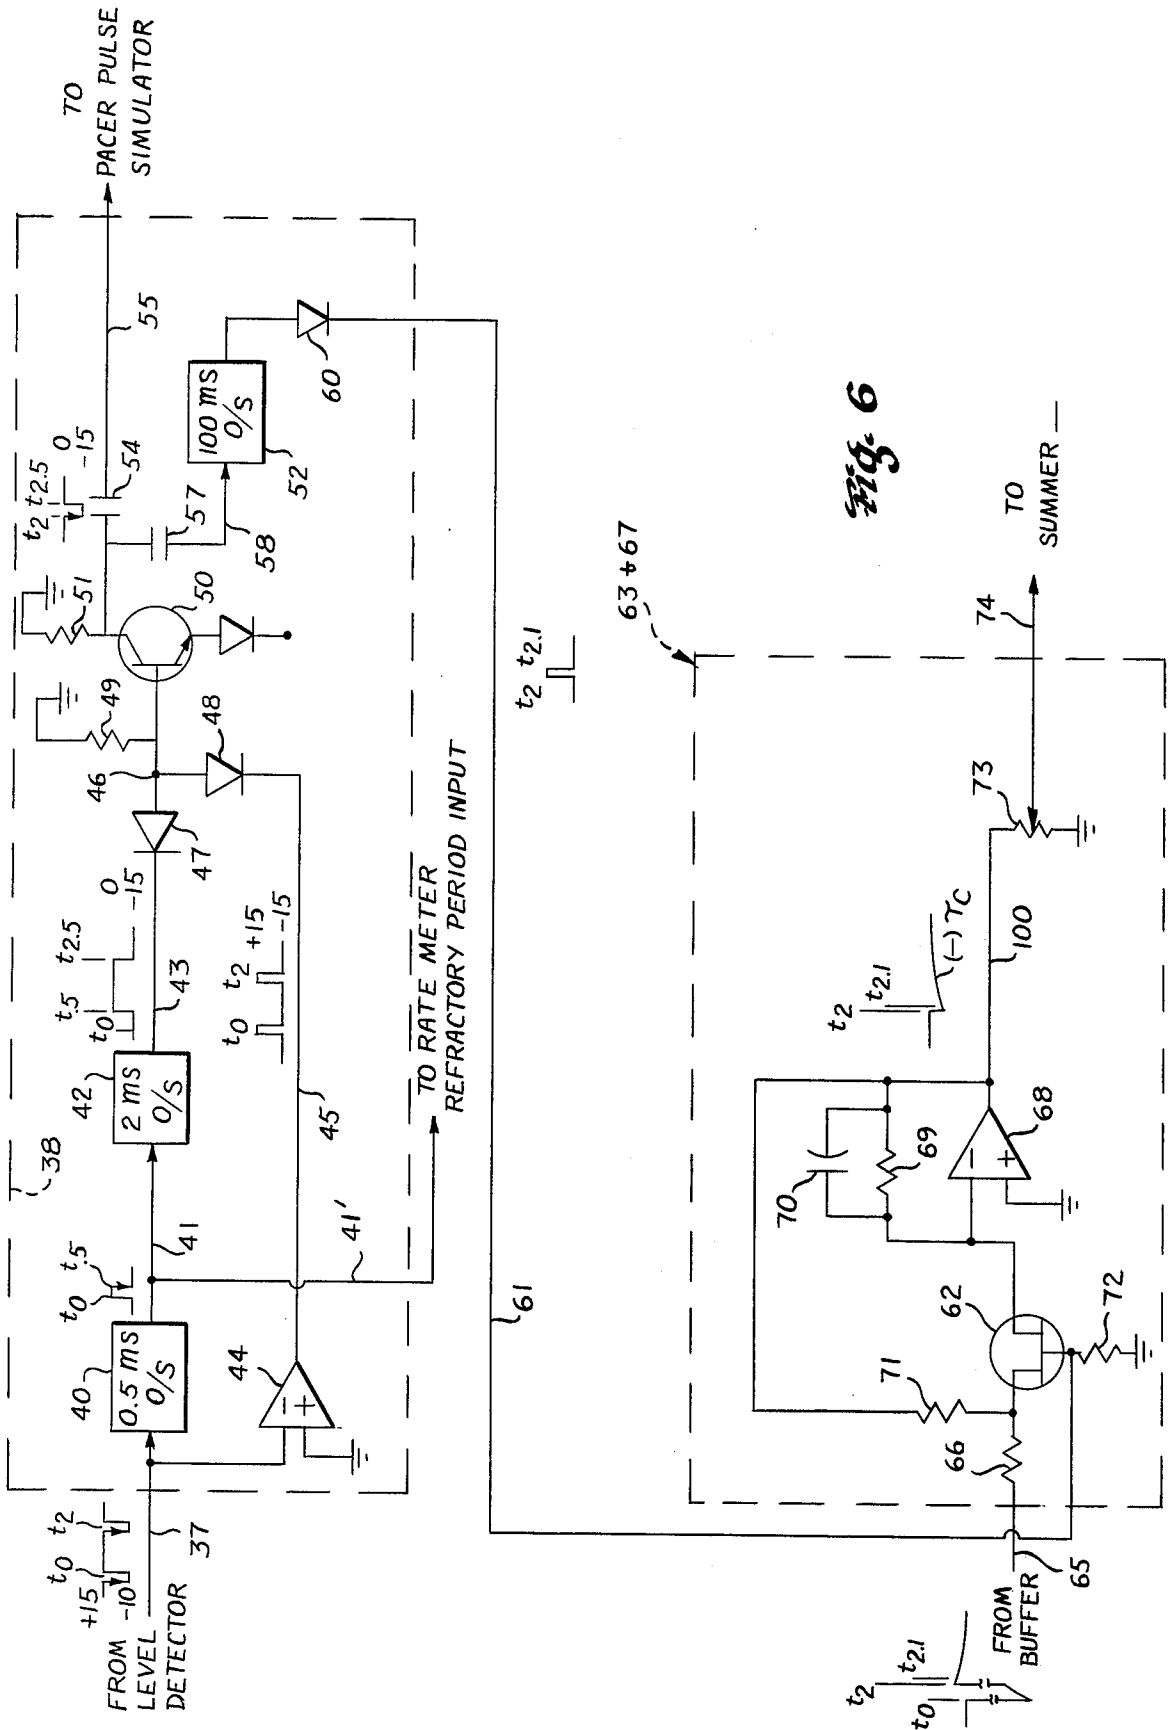 38
TO
PACER PULSE
SIMULATOR
FROM
LEVEL
DETECTOR
+15
-10
t0
t2
37
40
0.5 MS
O/S
t0
t.5
41
41'
42
2 MS
O/S
t0
t.5
t2.5
0
-15
43
44
−
+
t0
t2
+15
-15
45
46
47
48
49
50
51
t2
t2.5
0
-15
54
55
57
58
100 MS
O/S
52
60
TO RATE METER
REFRACTORY PERIOD INPUT
61
t2
t2.1
63+67
FROM
BUFFER
t0
t2
t2.1
65
66
71
62
72
70
69
−
+
68
t2
t2.1
(-) TC
100
73
74
TO
SUMMER
Fig. 6